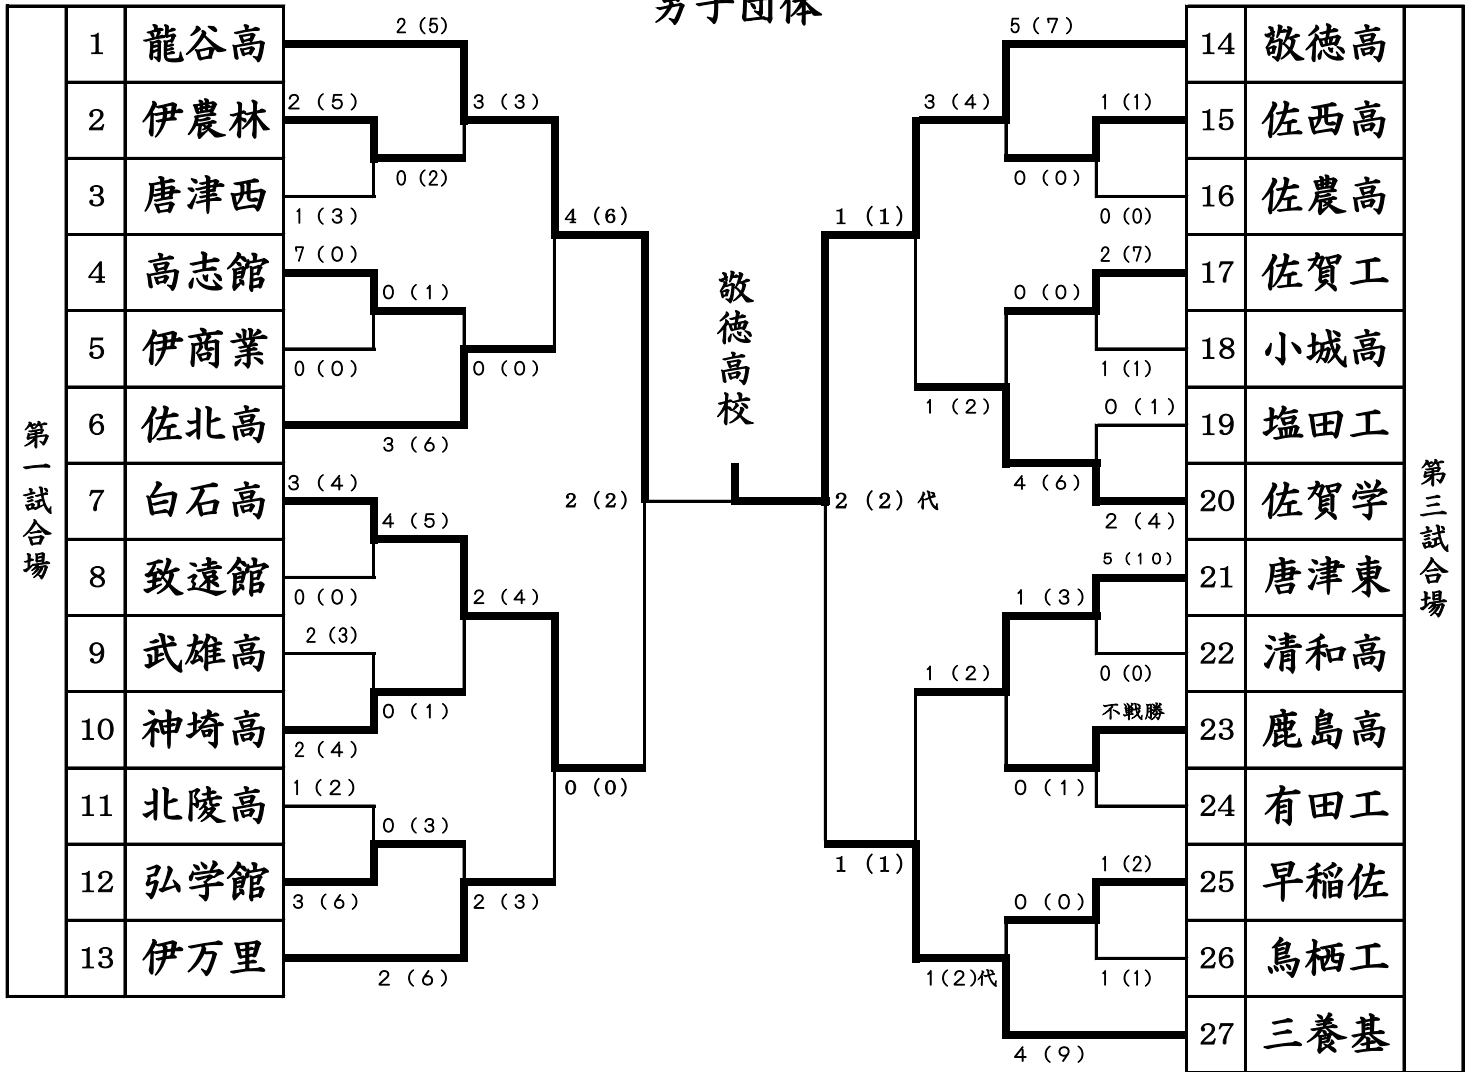 男子団体
第一試合場
1 龍谷高
2 伊農林
3 唐津西
4 高志館
5 伊商業
6 佐北高
7 白石高
8 致遠館
9 武雄高
10 神埼高
11 北陵高
12 弘学館
13 伊万里
2 (5)
2 (5)
1 (3)
0 (2)
3 (3)
7 (0)
0 (0)
0 (1)
3 (6)
0 (0)
4 (6)
3 (4)
0 (0)
4 (5)
2 (3)
2 (4)
0 (1)
2 (4)
1 (2)
3 (6)
0 (3)
2 (6)
2 (3)
0 (0)
2 (2)
敬徳高校
2 (2) 代
5 (7)
1 (1)
0 (0)
0 (0)
3 (4)
2 (7)
1 (1)
0 (0)
0 (1)
2 (4)
4 (6)
1 (2)
1 (1)
5 (10)
0 (0)
1 (3)
不戦勝
0 (1)
1 (2)
1 (2)
1 (1)
0 (0)
4 (9)
1(2)代
1 (1)
14 敬徳高
15 佐西高
16 佐農高
17 佐賀工
18 小城高
19 塩田工
20 佐賀学
21 唐津東
22 清和高
23 鹿島高
24 有田工
25 早稲佐
26 鳥栖工
27 三養基
第三試合場